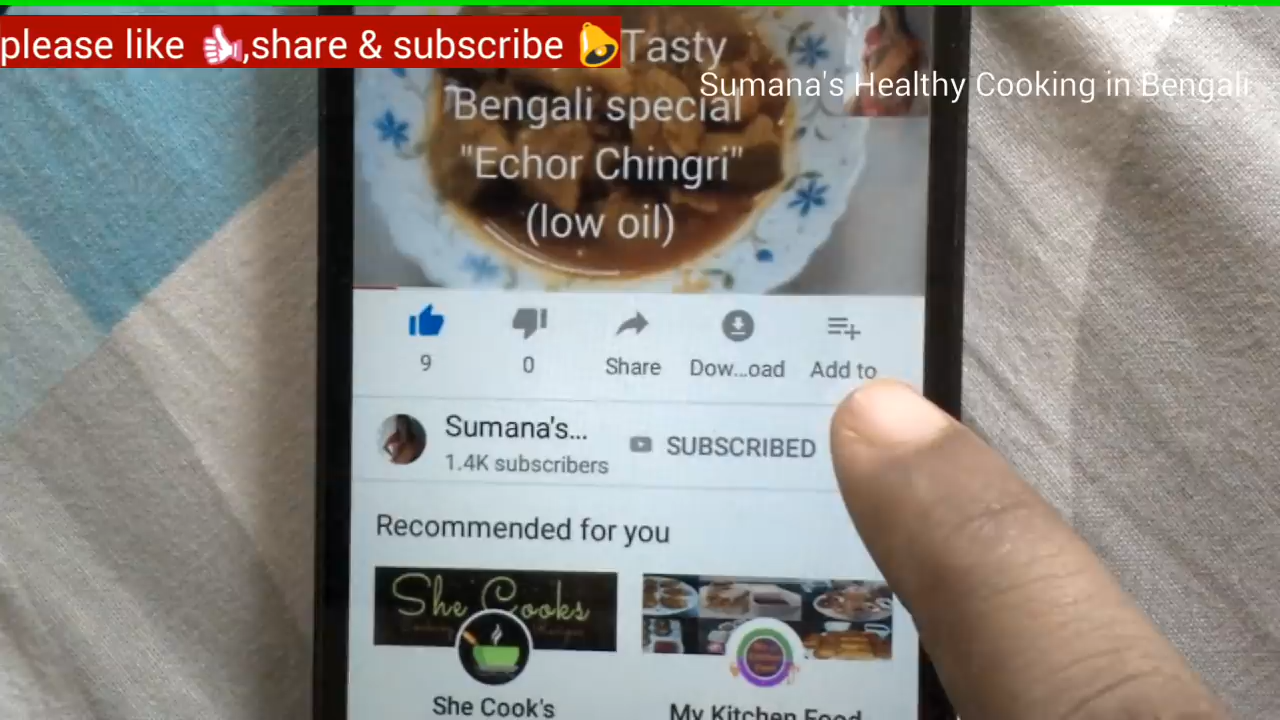 please like 👍,share & subscribe 🔔
Tasty
Sumana's Healthy Cooking in Bengali
Bengali special
"Echor Chingri"
(low oil)
9
0
Share
Dow...oad
Add to
Sumana's...
1.4K subscribers
SUBSCRIBED
Recommended for you
She Cooks
She Cook's
My Kitchen Food